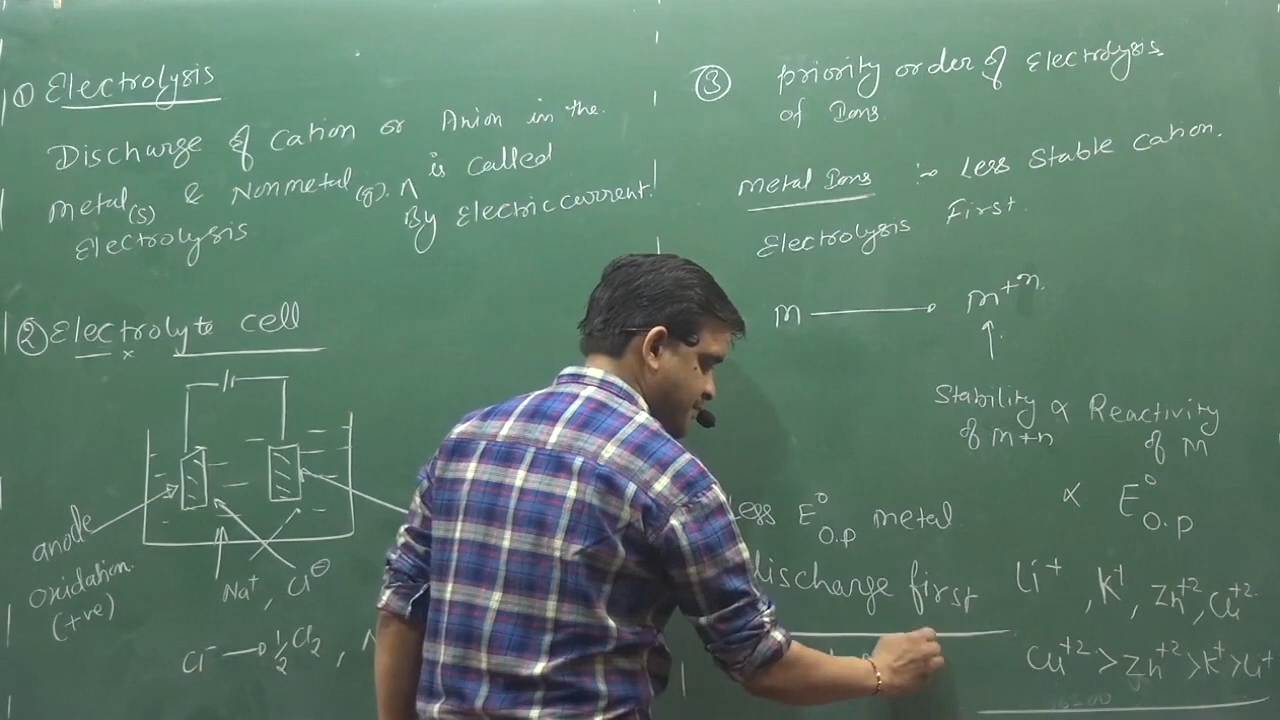 ① Electrolysis
Discharge of Cation or Anion in the
Metal(s) & Nonmetal(g). ʌ is called
By Electric current.
Electrolysis
② Electrolyte cell
anode
oxidation.
(+ve)
Na⁺, Cl⊖
Cl⁻ → ½Cl₂ ,
③ priority order of Electrolysis
of Ions.
Metal Ions :- Less Stable cation.
Electrolysis First.
M → M⁺ⁿ.
↑
Stability ∝ Reactivity
of M+n of M
∝ E°O.P
Less E°O.P metal
discharge first
Li⁺, K⁺, Zn⁺², Cu⁺².
Cu⁺² > Zn⁺² > K⁺ > Li⁺